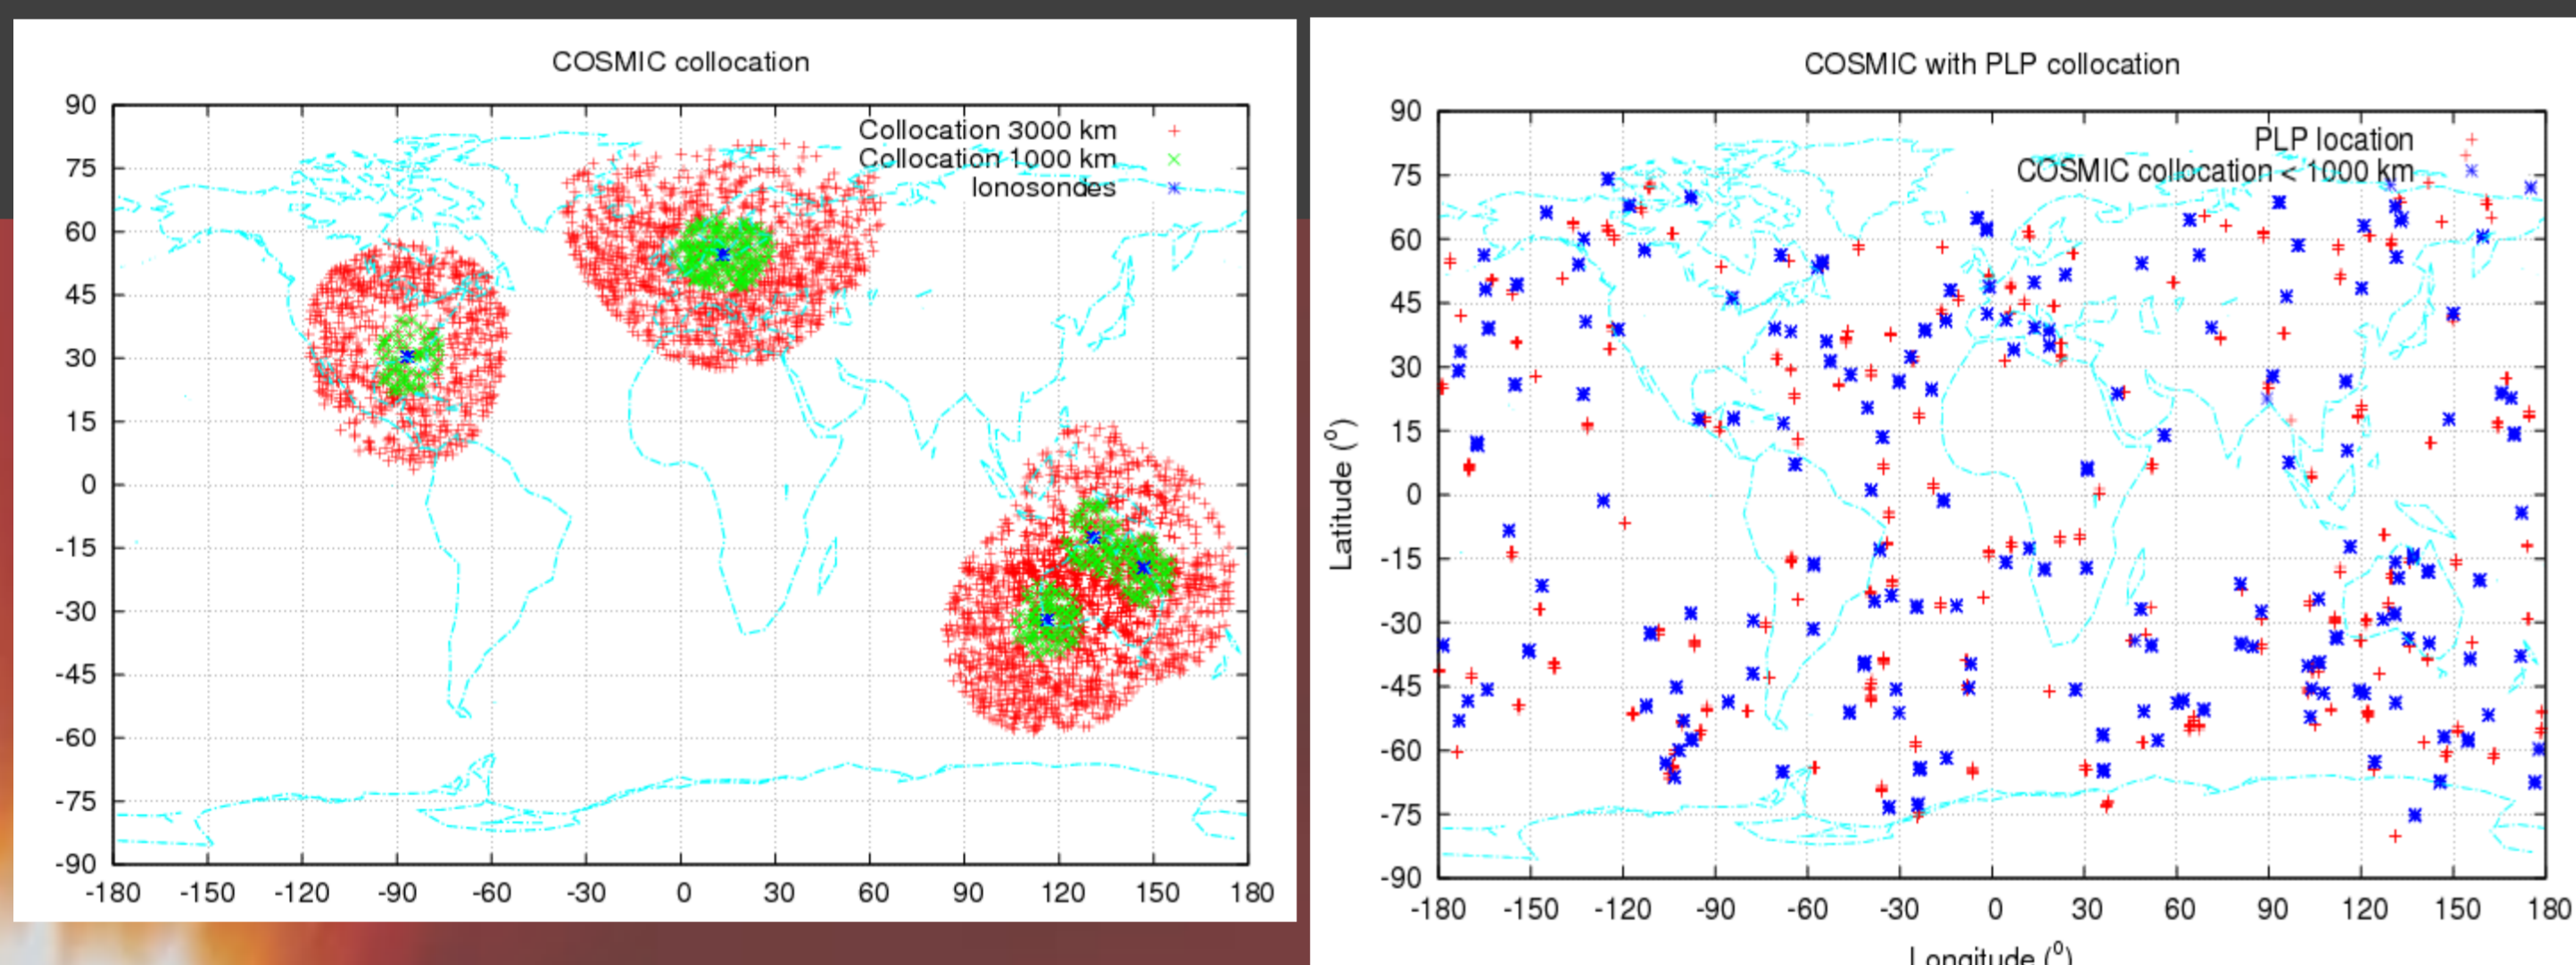 COSMIC collocation
90
75
60
45
30
15
0
-15
-30
-45
-60
-75
-90
Collocation 3000 km
Collocation 1000 km
Ionosondes
-180 -150 -120 -90 -60 -30 0 30 60 90 120 150 180
COSMIC with PLP collocation
Latitude (⁰)
90
75
60
45
30
15
0
-15
-30
-45
-60
-75
-90
PLP location
COSMIC collocation < 1000 km
-180 -150 -120 -90 -60 -30 0 30 60 90 120 150 180
Longitude (⁰)